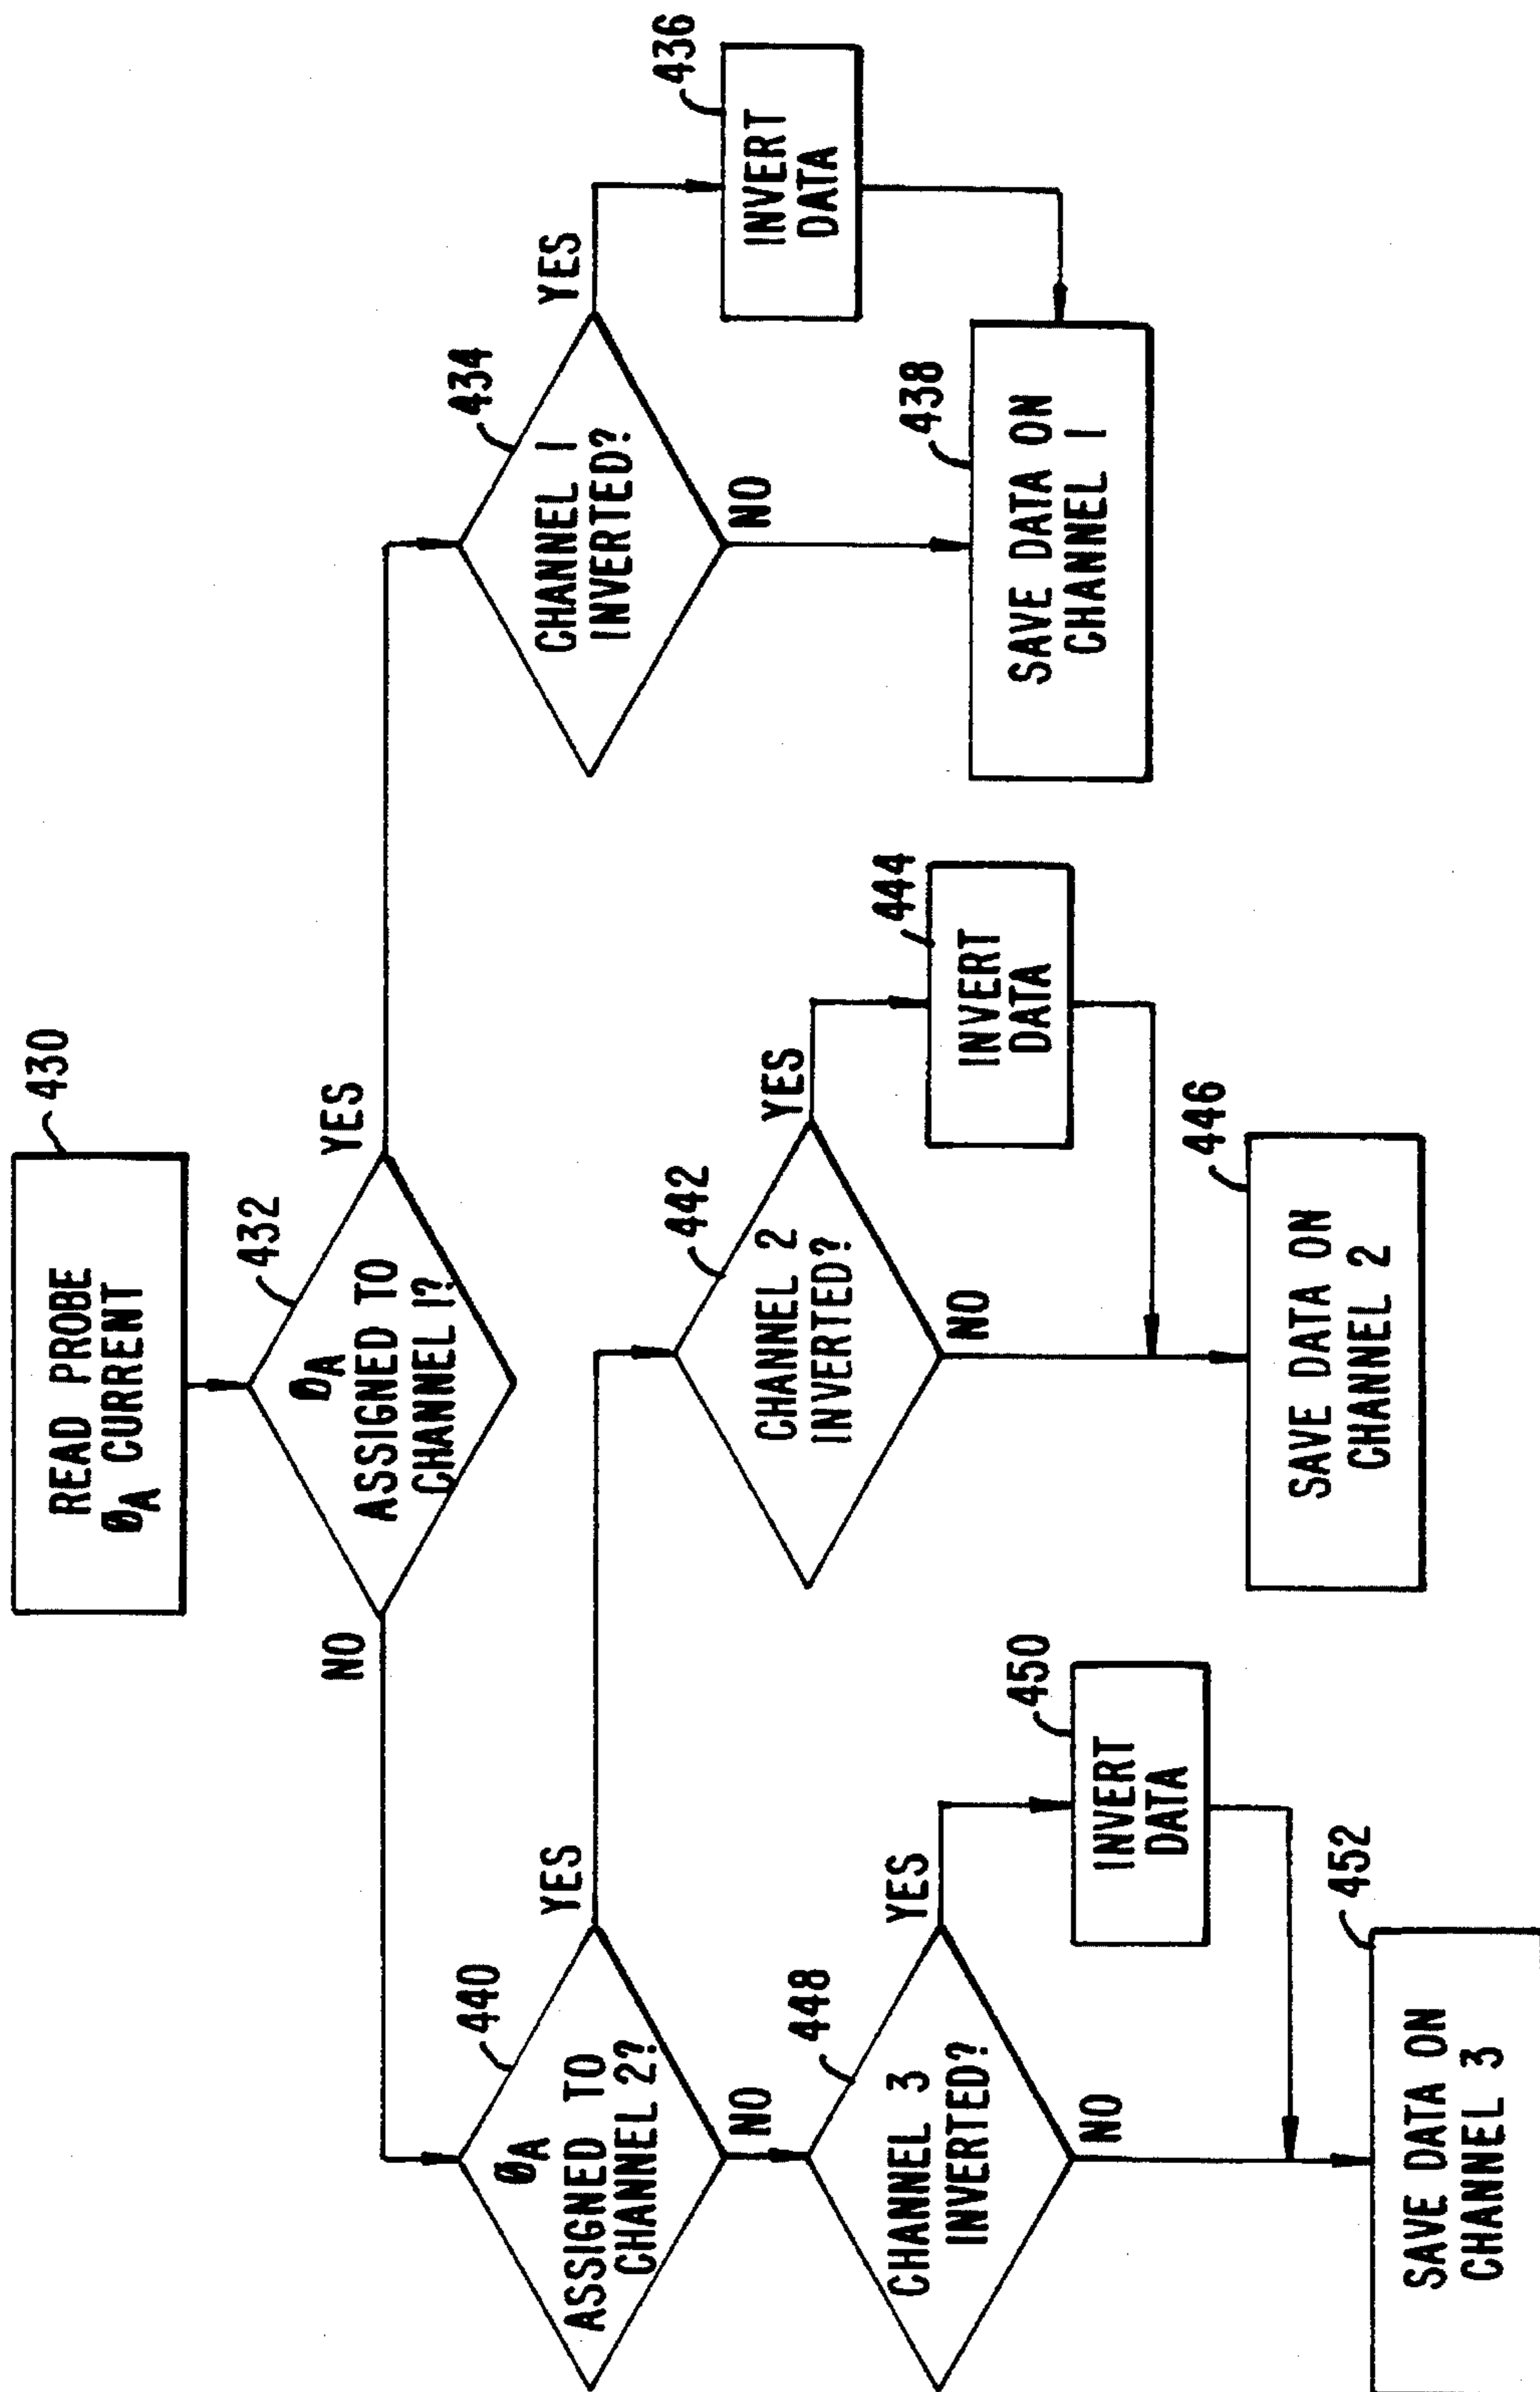 430
READ PROBE
ØA CURRENT
432
ØA
ASSIGNED TO
CHANNEL 1?
YES
NO
434
CHANNEL 1
INVERTED?
YES
NO
436
INVERT
DATA
438
SAVE DATA ON
CHANNEL 1
440
ØA
ASSIGNED TO
CHANNEL 2?
YES
NO
442
CHANNEL 2
INVERTED?
YES
NO
444
INVERT
DATA
446
SAVE DATA ON
CHANNEL 2
448
CHANNEL 3
INVERTED?
YES
NO
450
INVERT
DATA
452
SAVE DATA ON
CHANNEL 3